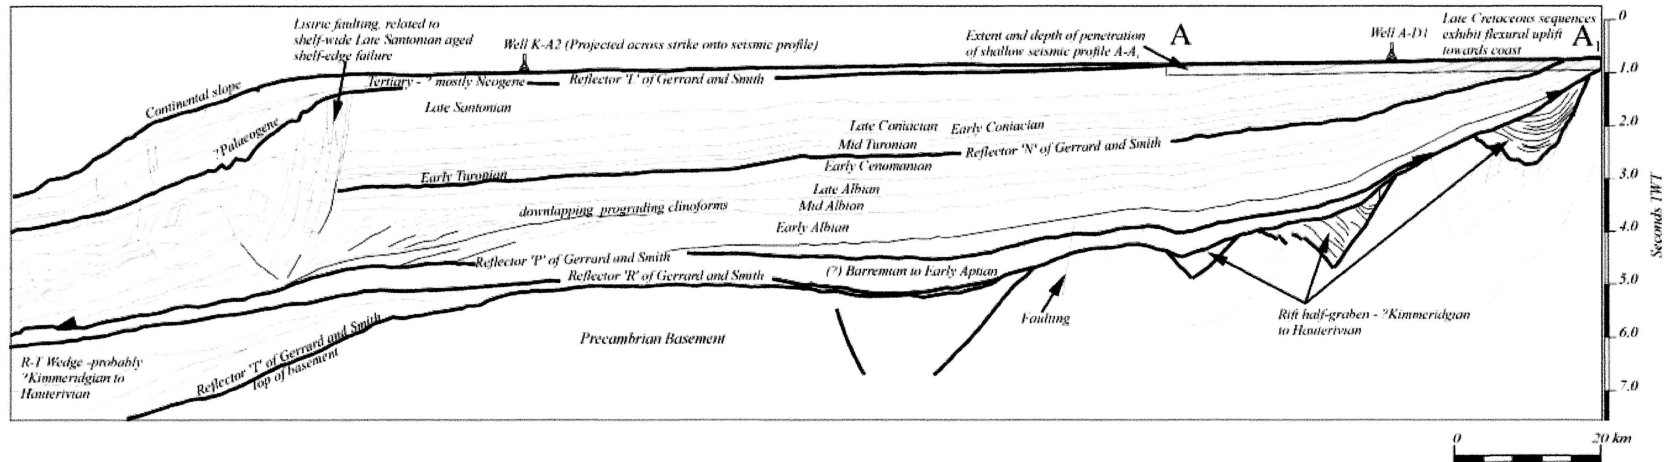 Listric faulting, related to
shelf-wide Late Santonian aged
shelf-edge failure
Well K-A2 (Projected across strike onto seismic profile)
Extent and depth of penetration
of shallow seismic profile A-A,
A
Well A-D1
Late Cretaceous sequences
exhibit flexural uplift
towards coast
A1
0
1.0
2.0
3.0
4.0
5.0
6.0
7.0
Seconds TWT
Continental slope
Tertiary - ? mostly Neogene
Reflector 'L' of Gerrard and Smith
?Palaeogene
Late Santonian
Late Coniacian
Early Coniacian
Mid Turonian
Reflector 'N' of Gerrard and Smith
Early Turonian
Early Cenomanian
Late Albian
Mid Albian
downlapping prograding clinoforms
Early Albian
Reflector 'P' of Gerrard and Smith
Reflector 'R' of Gerrard and Smith
(?) Barremian to Early Aptian
Faulting
Rift half-graben - ?Kimmeridgian
to Hauterivian
Precambrian Basement
R-T Wedge -probably
?Kimmeridgian to
Hauterivian
Reflector 'T' of Gerrard and Smith
Top of basement
0
20 km